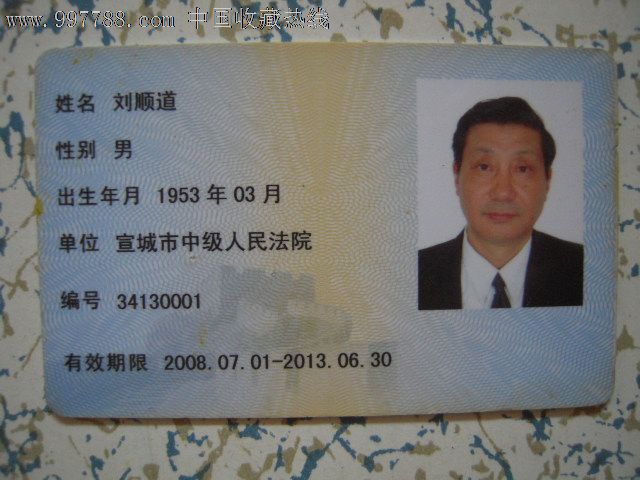 www.997788.com 中国收藏热线
姓名 刘顺道
性别 男
出生年月 1953 年 03 月
单位 宣城市中级人民法院
编号 34130001
有效期限 2008.07.01-2013.06.30